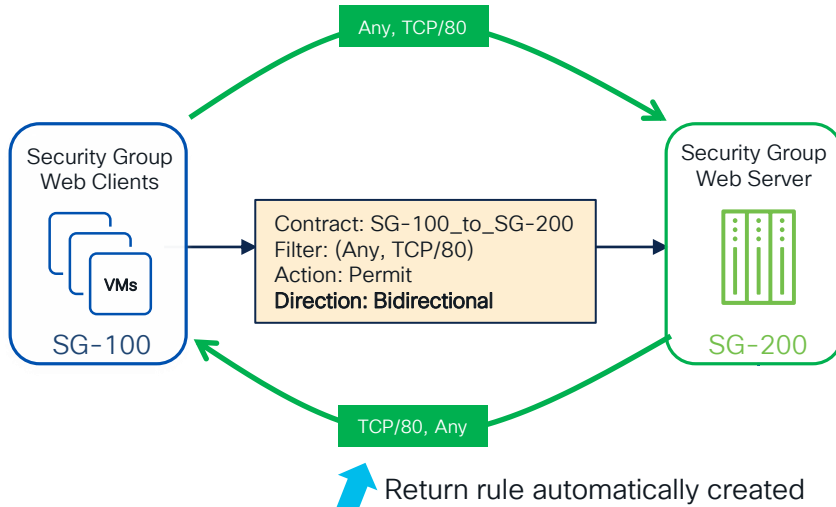 Any, TCP/80
Security Group
Web Clients
VMs
SG-100
Contract: SG-100_to_SG-200
Filter: (Any, TCP/80)
Action: Permit
Direction: Bidirectional
Security Group
Web Server
SG-200
TCP/80, Any
Return rule automatically created